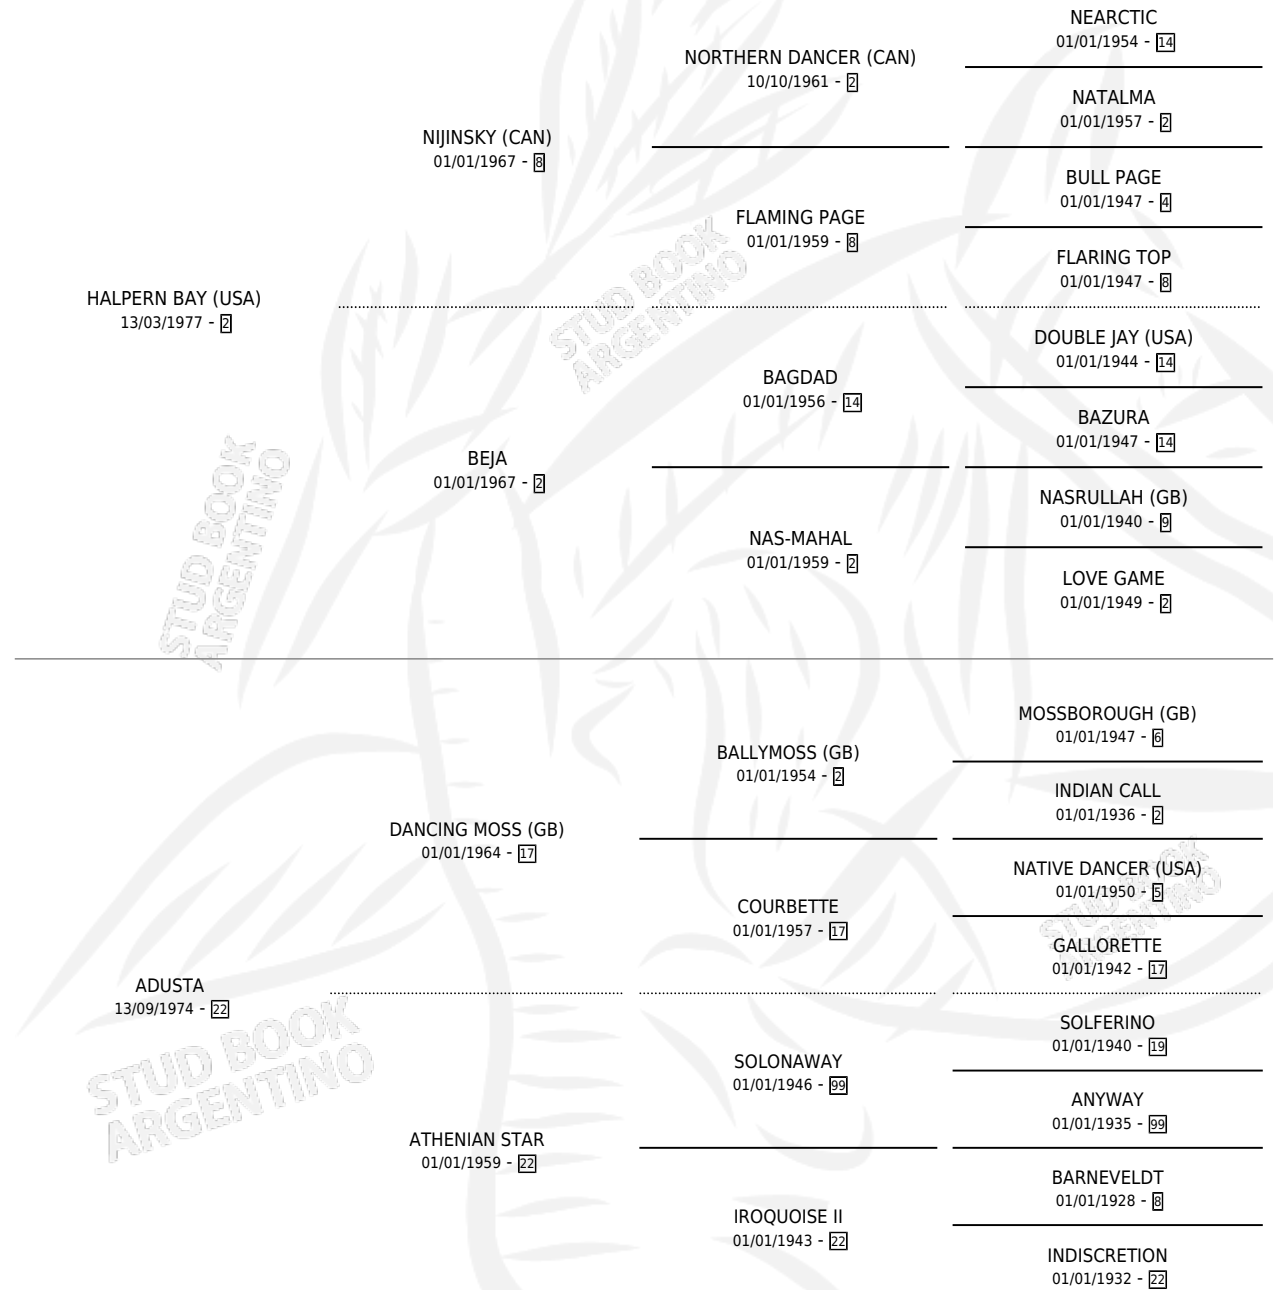 NEARCTIC
01/01/1954 - 14
NORTHERN DANCER (CAN)
10/10/1961 - 2
NATALMA
01/01/1957 - 2
NIJINSKY (CAN)
01/01/1967 - 8
BULL PAGE
01/01/1947 - 4
FLAMING PAGE
01/01/1959 - 8
FLARING TOP
01/01/1947 - 8
HALPERN BAY (USA)
13/03/1977 - 2
DOUBLE JAY (USA)
01/01/1944 - 14
BAGDAD
01/01/1956 - 14
BAZURA
01/01/1947 - 14
BEJA
01/01/1967 - 2
NASRULLAH (GB)
01/01/1940 - 9
NAS-MAHAL
01/01/1959 - 2
LOVE GAME
01/01/1949 - 2
STUD BOOK
ARGENTINO
STUD BOOK
ARGENTINO
MOSSBOROUGH (GB)
01/01/1947 - 6
BALLYMOSS (GB)
01/01/1954 - 2
INDIAN CALL
01/01/1936 - 2
DANCING MOSS (GB)
01/01/1964 - 17
NATIVE DANCER (USA)
01/01/1950 - 5
COURBETTE
01/01/1957 - 17
GALLORETTE
01/01/1942 - 17
ADUSTA
13/09/1974 - 22
SOLFERINO
01/01/1940 - 19
SOLONAWAY
01/01/1946 - 99
ANYWAY
01/01/1935 - 99
ATHENIAN STAR
01/01/1959 - 22
BARNEVELDT
01/01/1928 - 8
IROQUOISE II
01/01/1943 - 22
INDISCRETION
01/01/1932 - 22
STUD BOOK
ARGENTINO
STUD BOOK
ARGENTINO